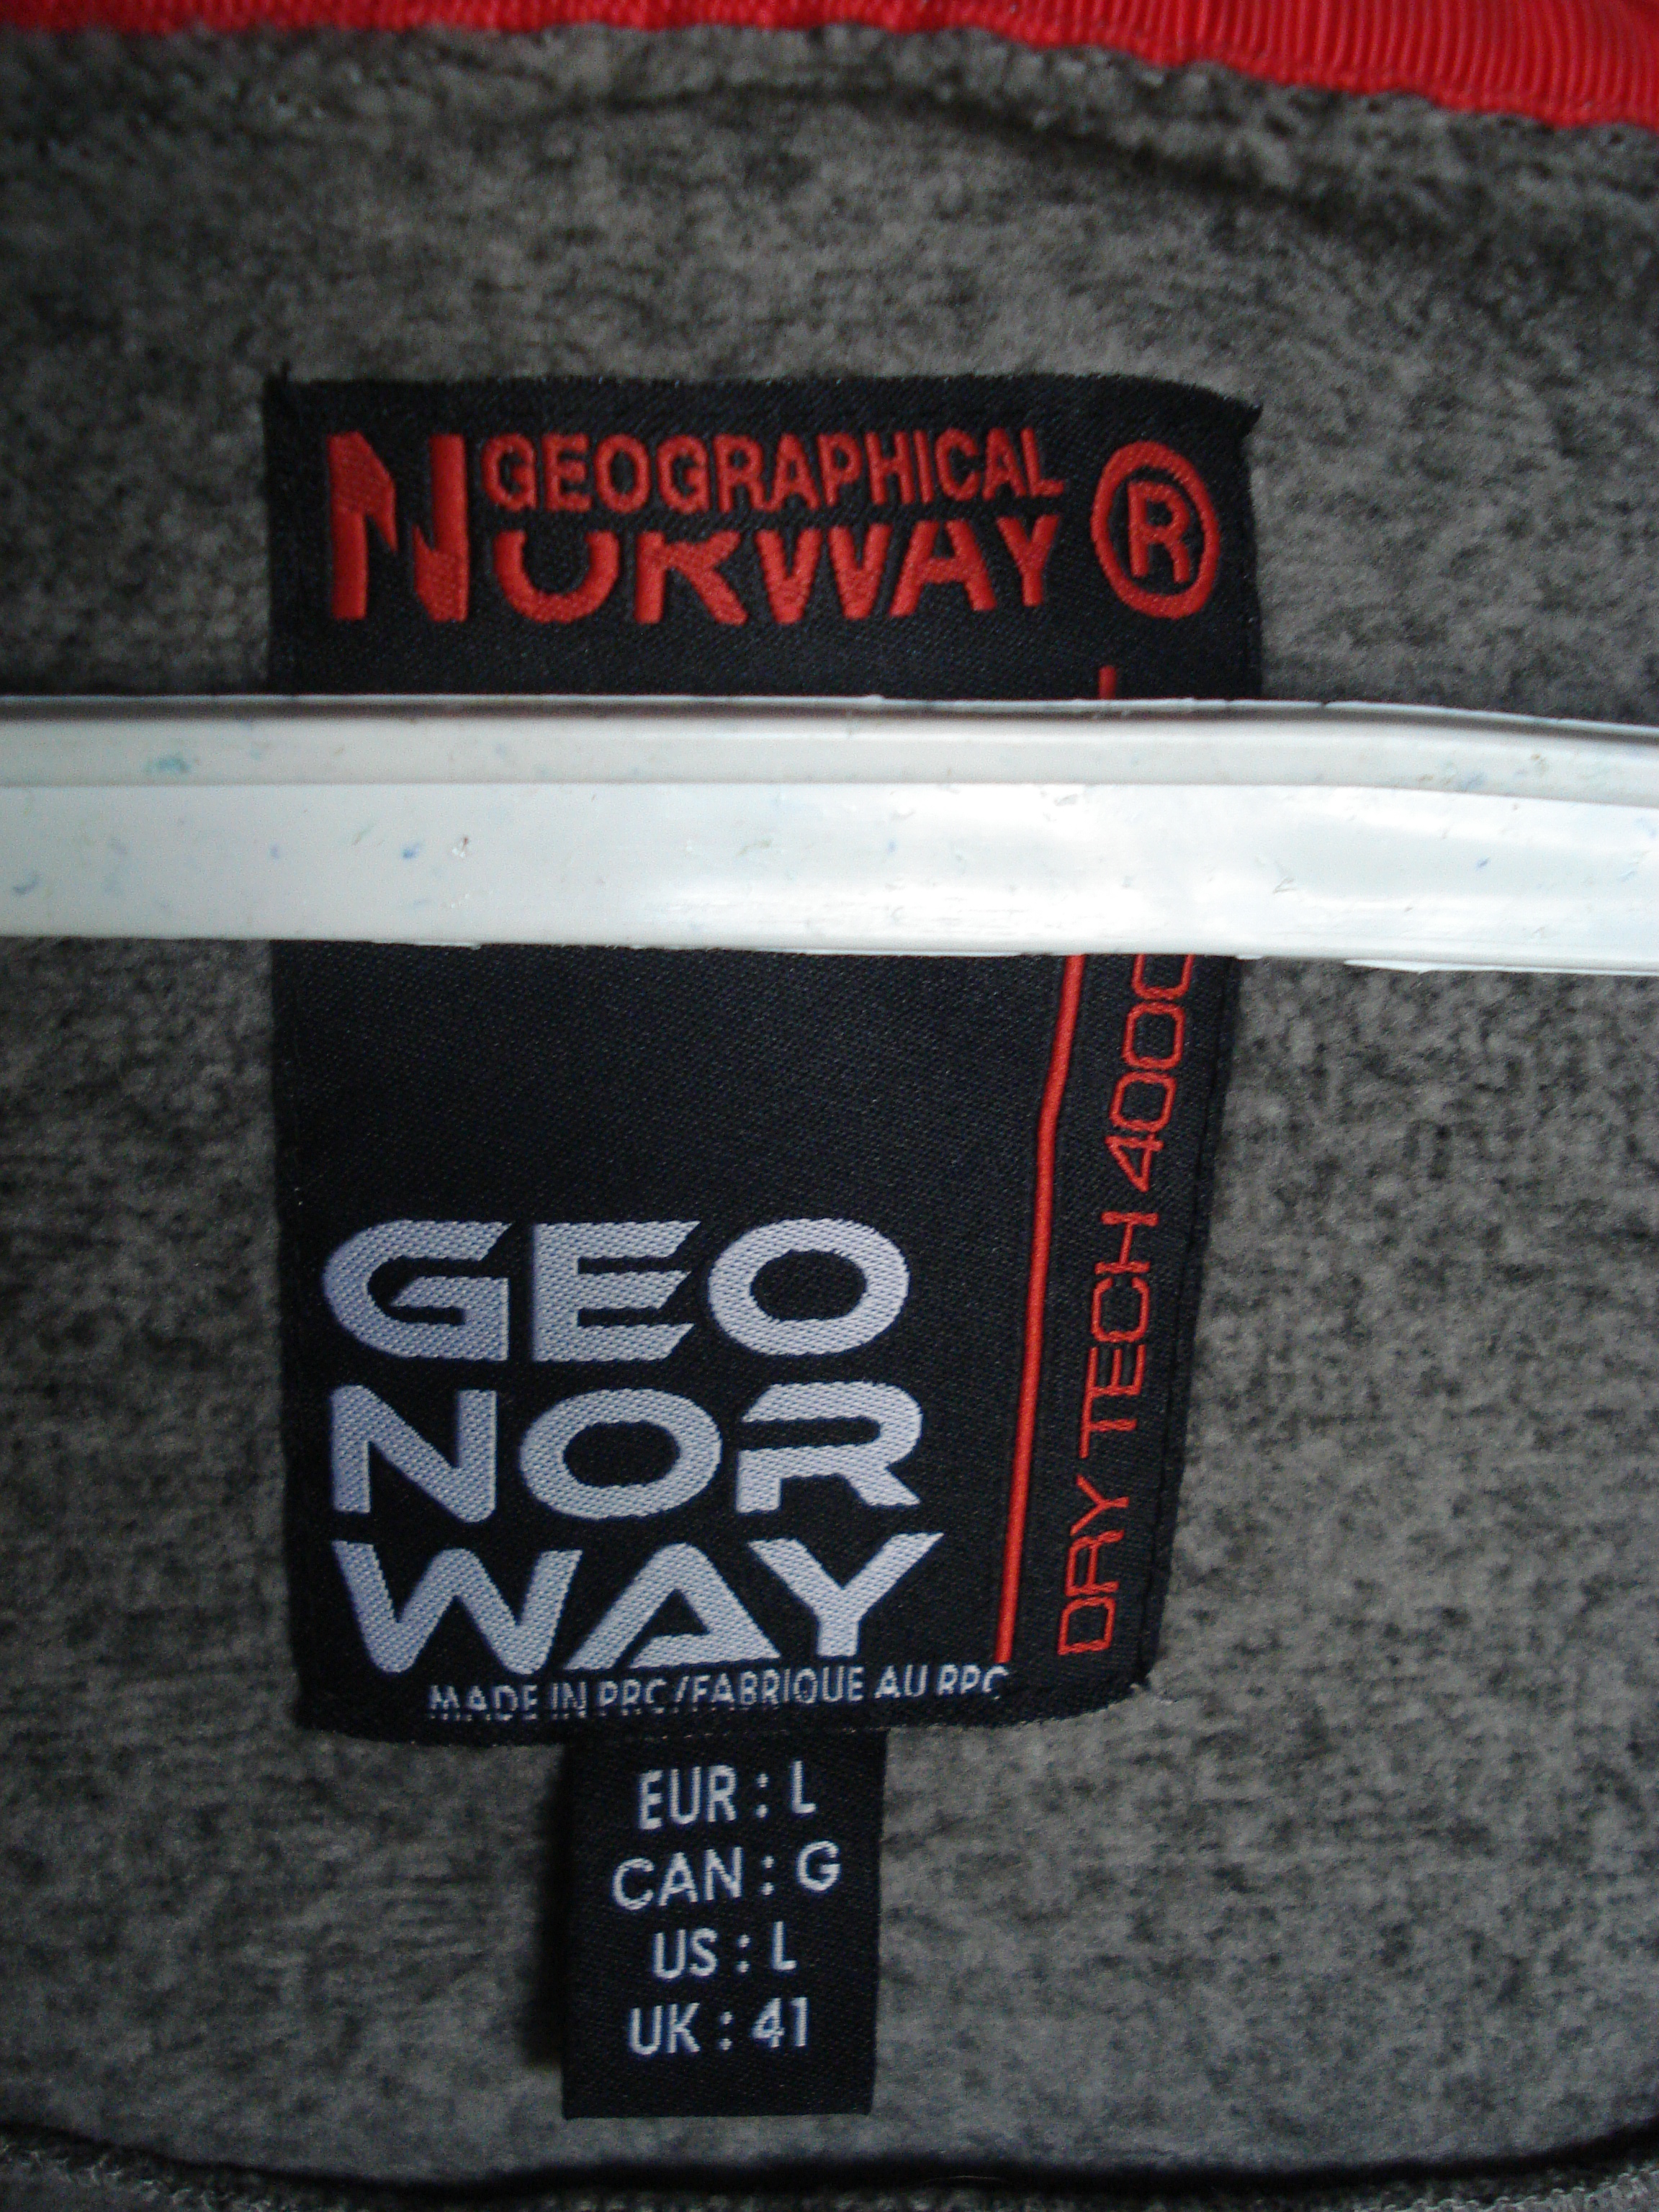 GEOGRAPHICAL
NORWAY ®
DRY TECH 4000
GEO
NOR
WAY
MADE IN PRC/FABRIQUE AU RPC
EUR : L
CAN : G
US : L
UK : 41